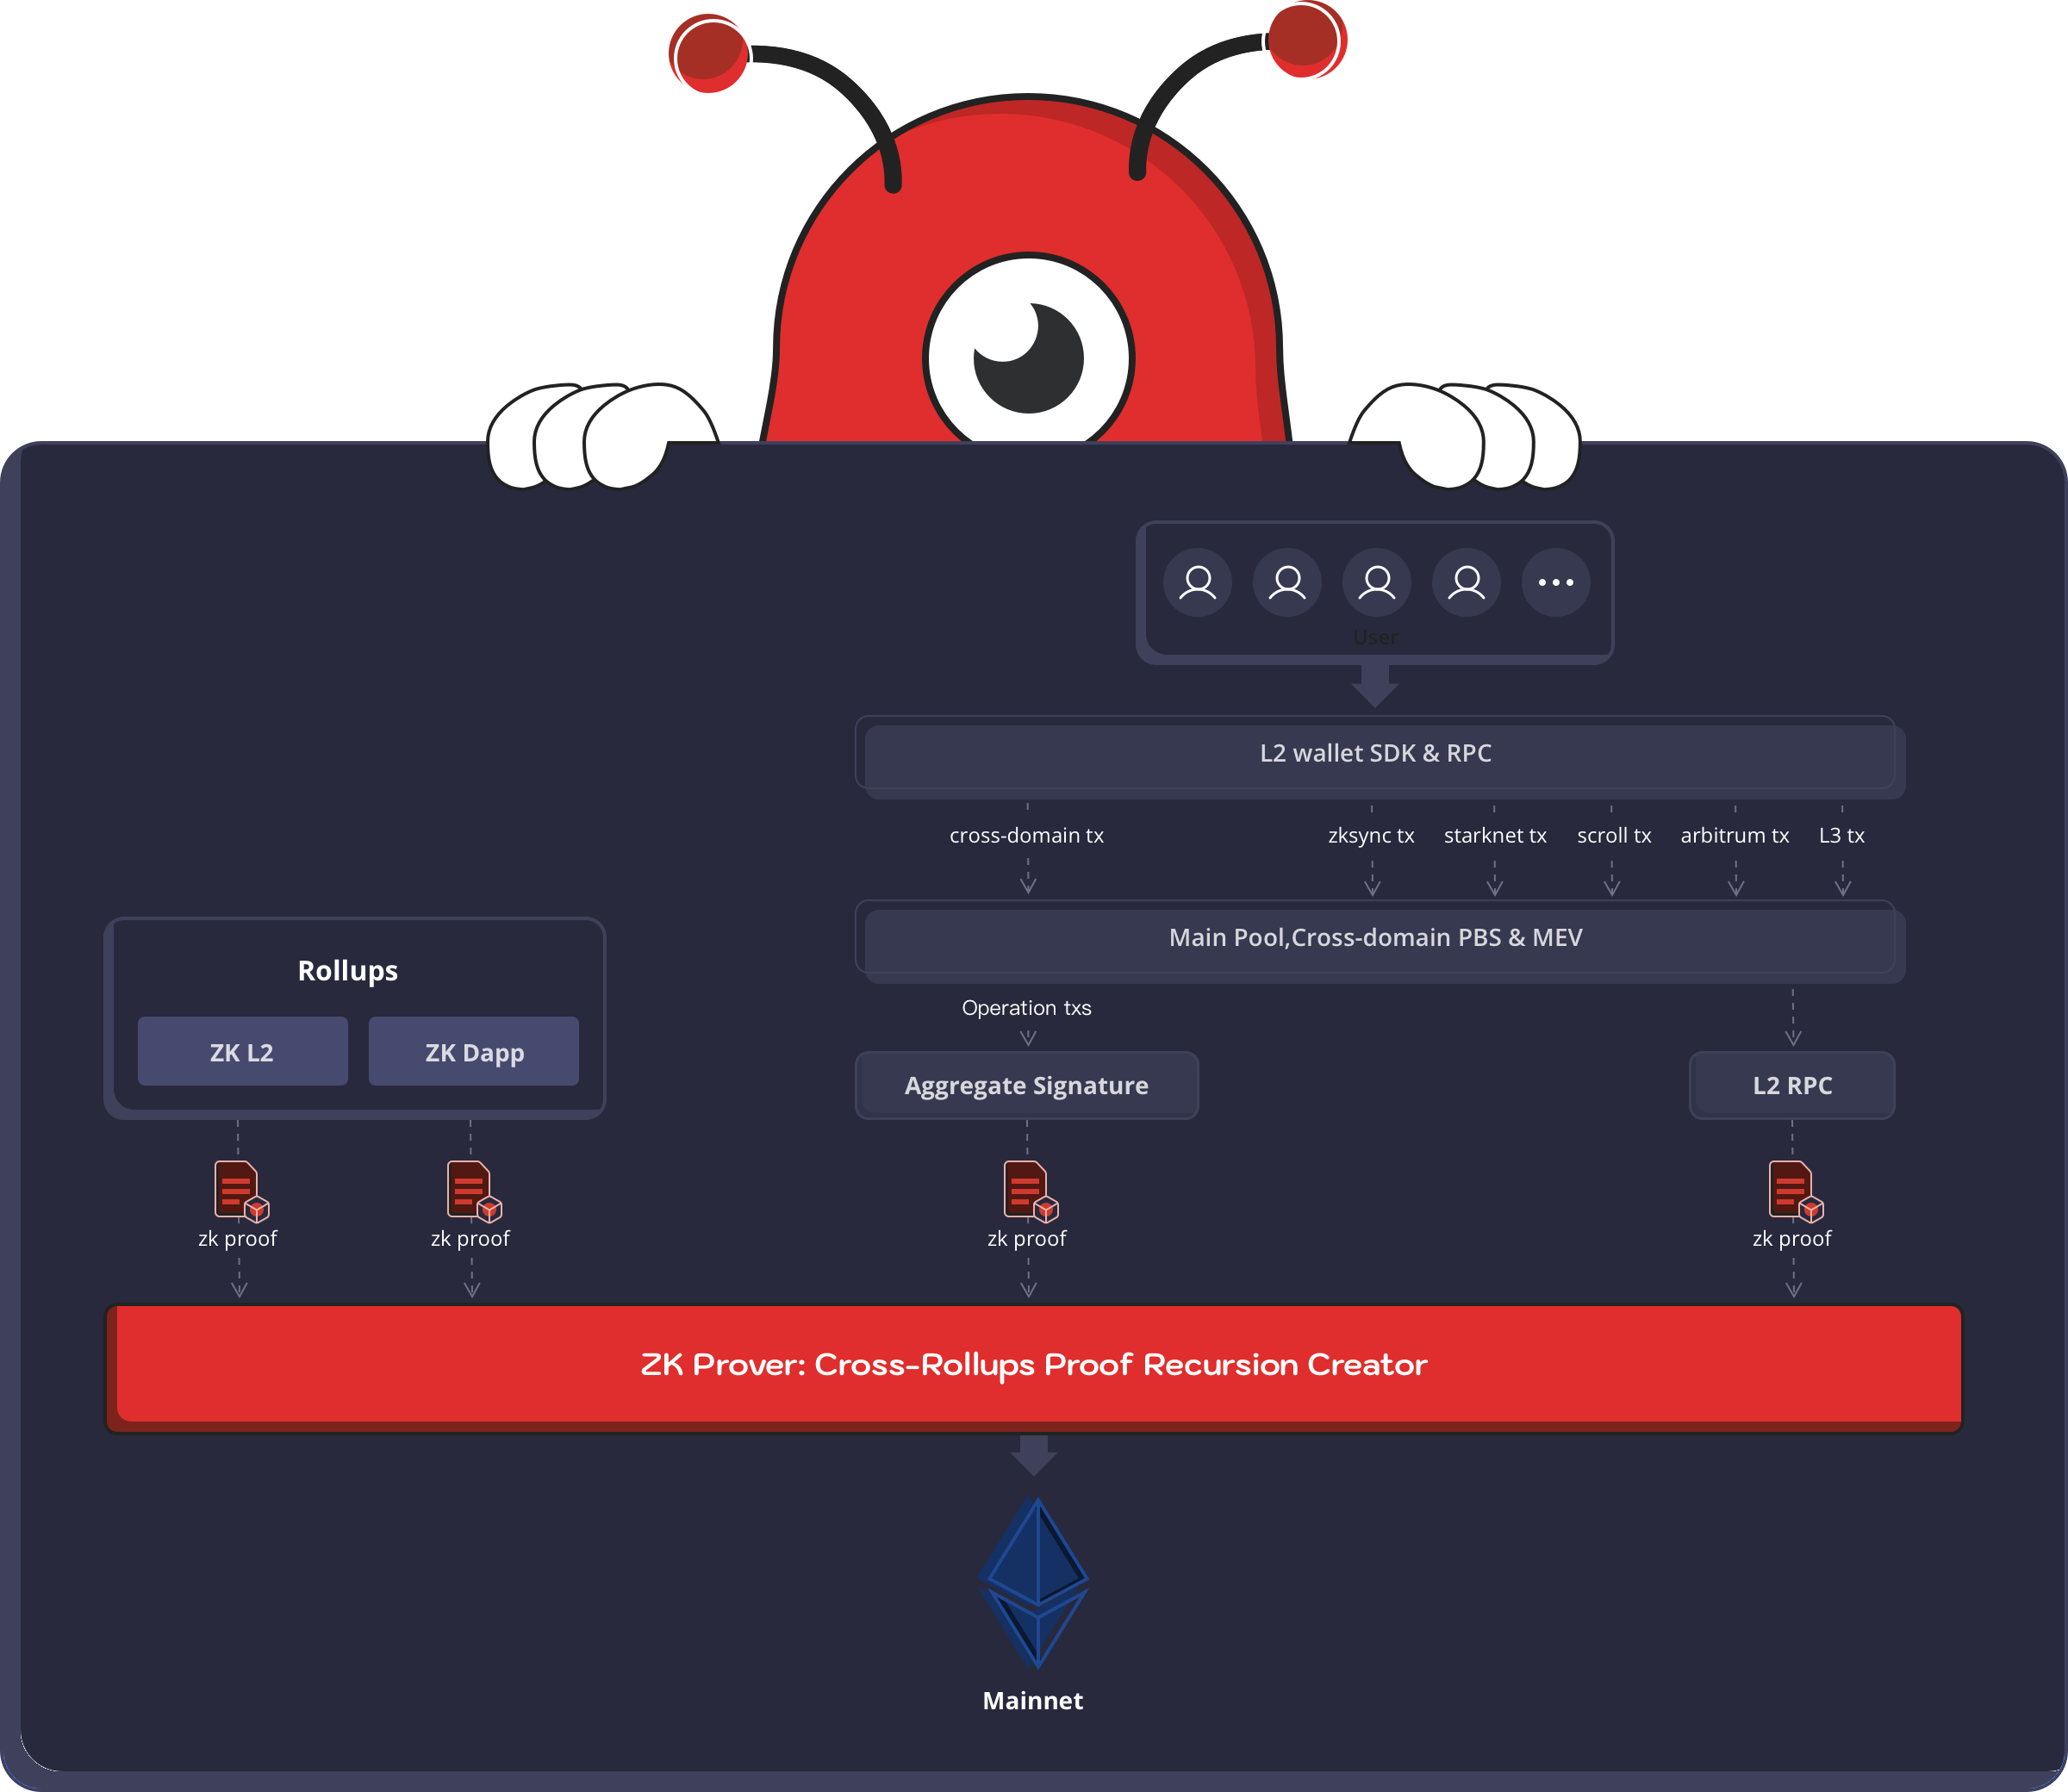 User
L2 wallet SDK & RPC
cross-domain tx
zksync tx
starknet tx
scroll tx
arbitrum tx
L3 tx
Main Pool,Cross-domain PBS & MEV
Rollups
ZK L2
ZK Dapp
Operation txs
Aggregate Signature
L2 RPC
zk proof
zk proof
zk proof
zk proof
ZK Prover: Cross-Rollups Proof Recursion Creator
Mainnet